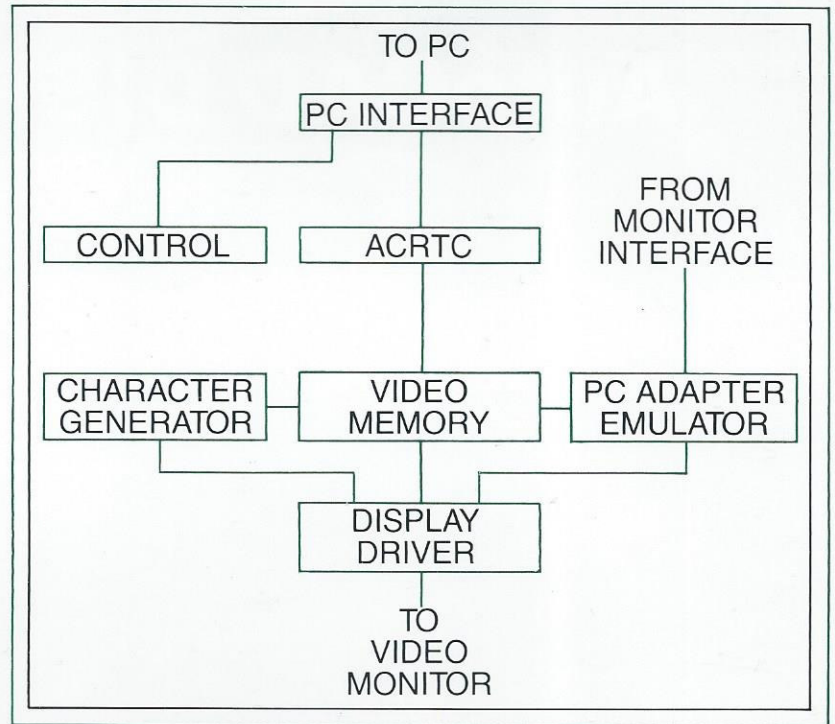 TO PC
PC INTERFACE
FROM
MONITOR
INTERFACE
CONTROL
ACRTC
CHARACTER
GENERATOR
VIDEO
MEMORY
PC ADAPTER
EMULATOR
DISPLAY
DRIVER
TO
VIDEO
MONITOR